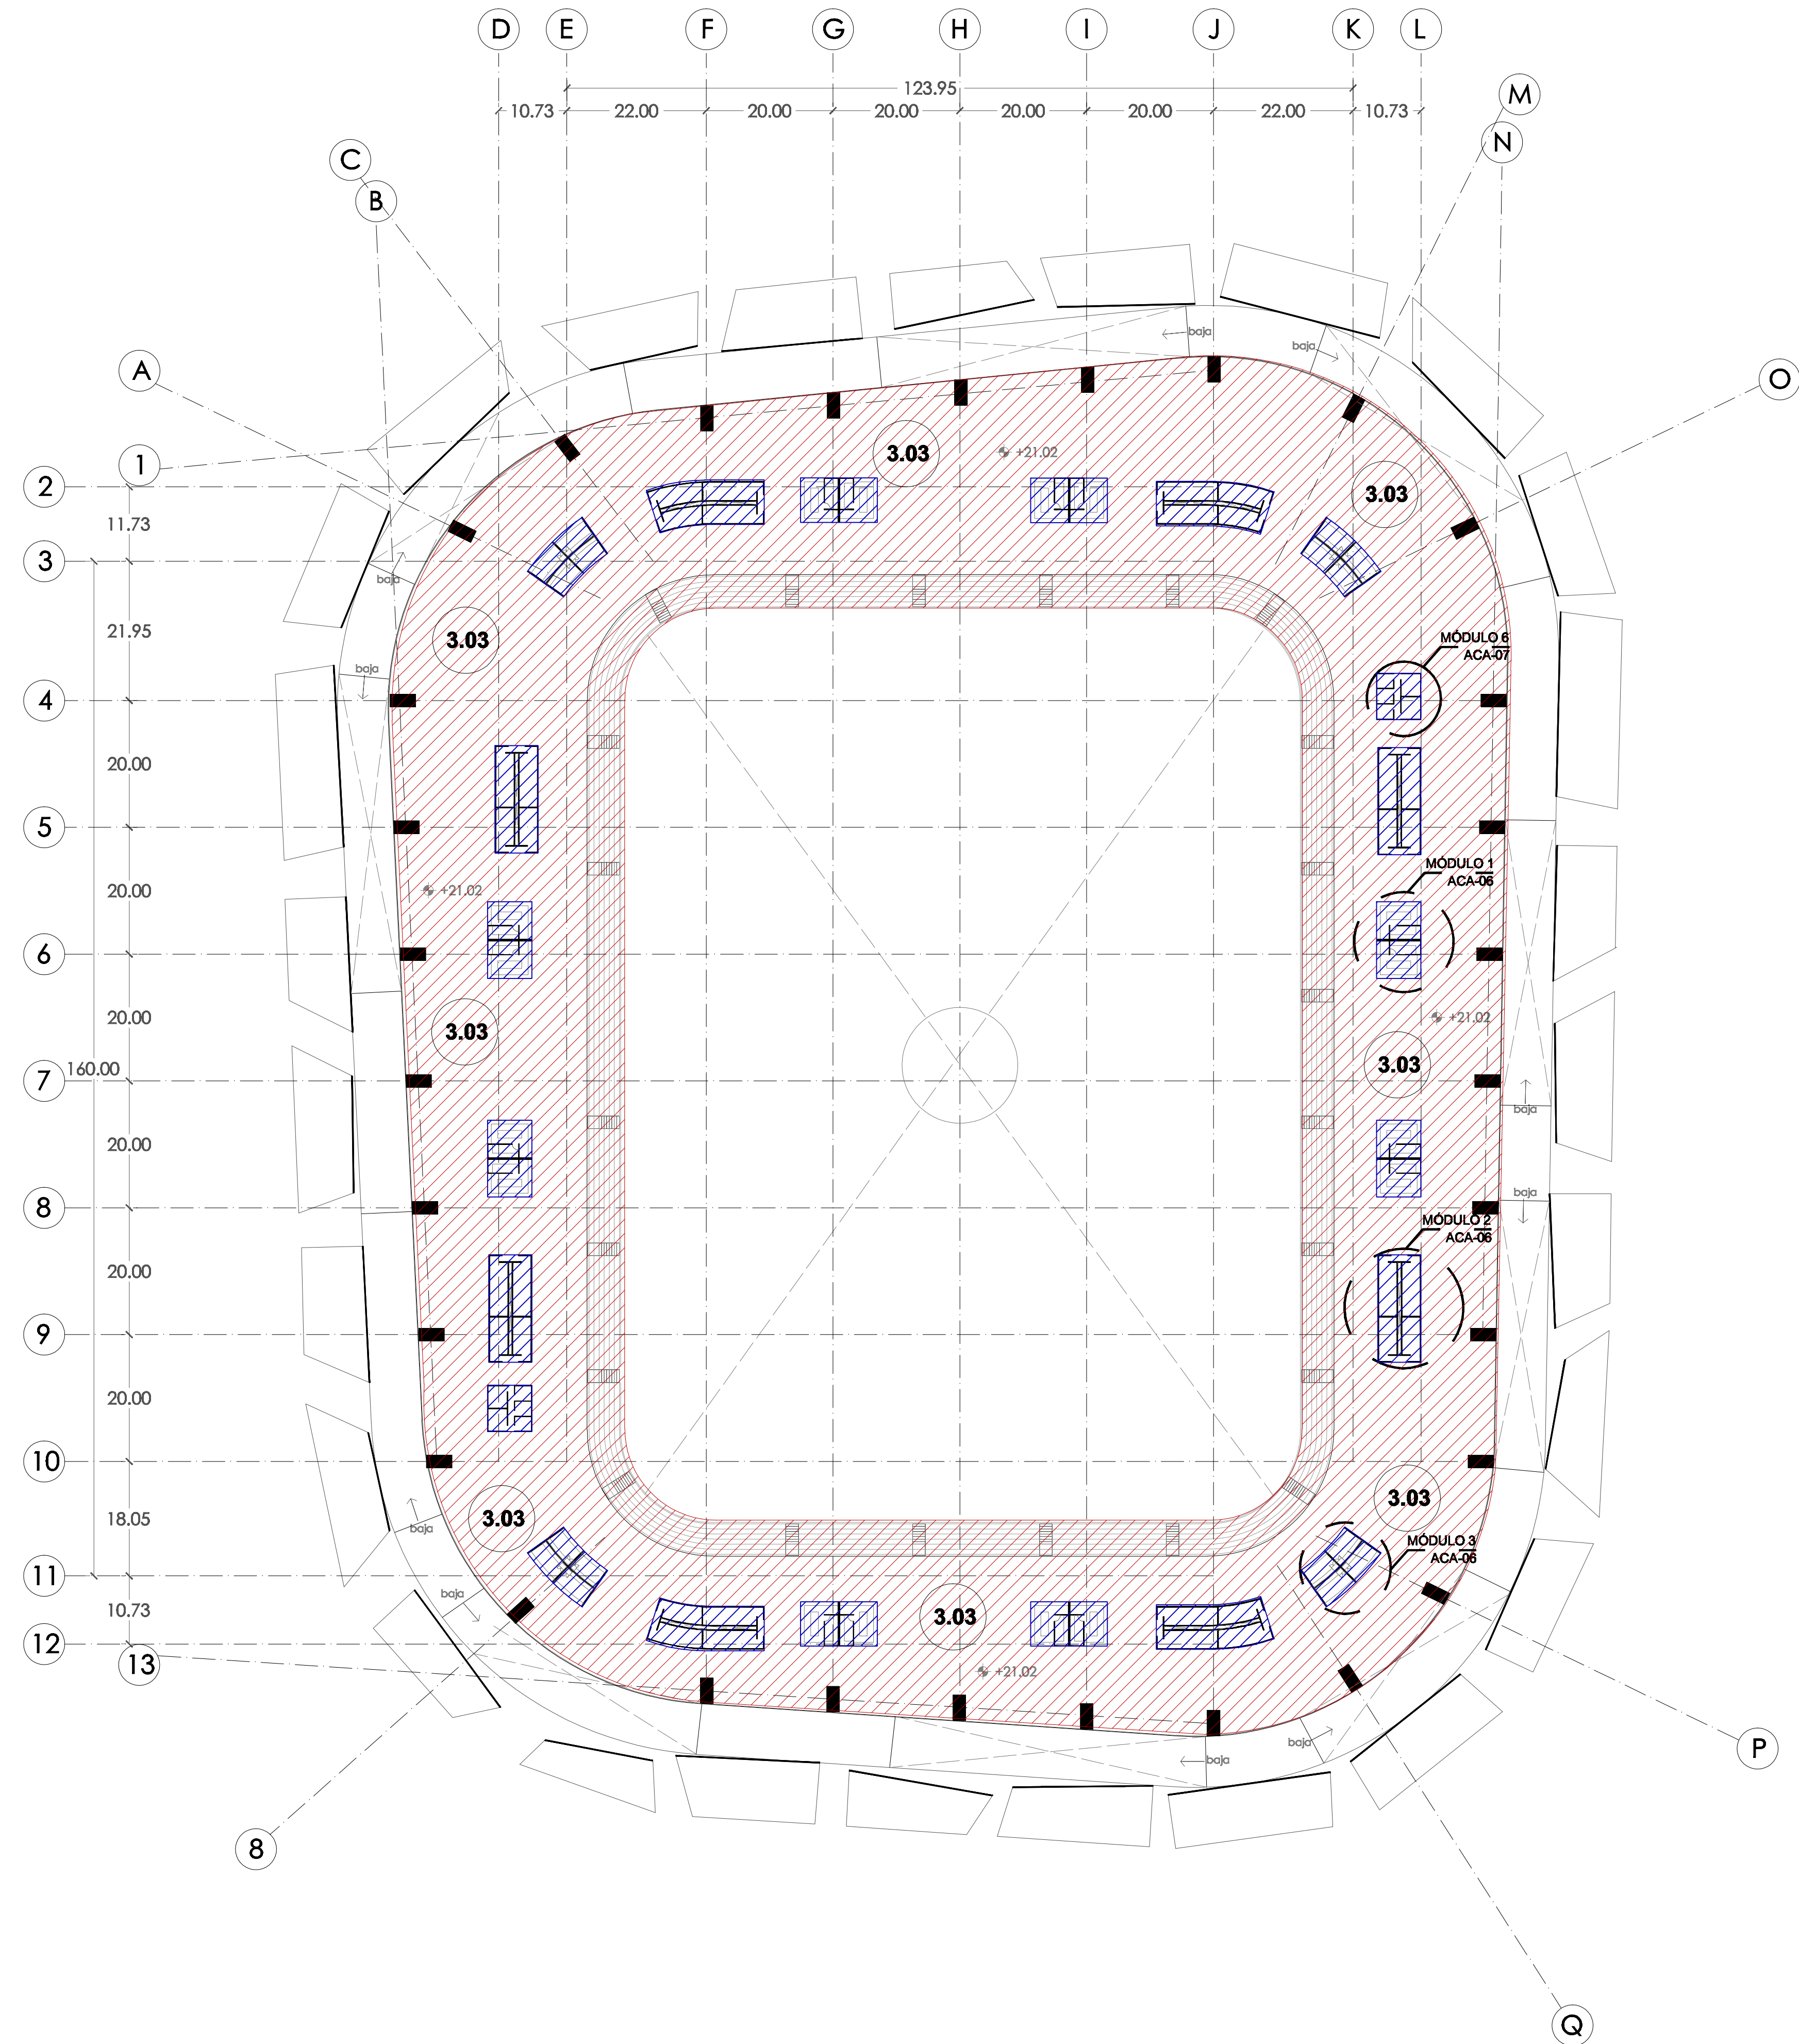 D E F G H I J K L
M
123.95
10.73 22.00 20.00 20.00 20.00 20.00 22.00 10.73
N
C
B
baja
baja
A
O
3.03
+21.02
1
2
3.03
11.73
3
baja
21.95
3.03
MÓDULO 6
ACA-07
baja
4
20.00
5
MÓDULO 1
ACA-06
20.00
+21.02
6
20.00
+21.02
3.03
3.03
160.00
7
baja
20.00
baja
8
MÓDULO 2
ACA-06
20.00
9
20.00
10
3.03
18.05
3.03
baja
MÓDULO 3
ACA-06
11
baja
10.73
3.03
12
13
+21.02
baja
baja
P
8
Q